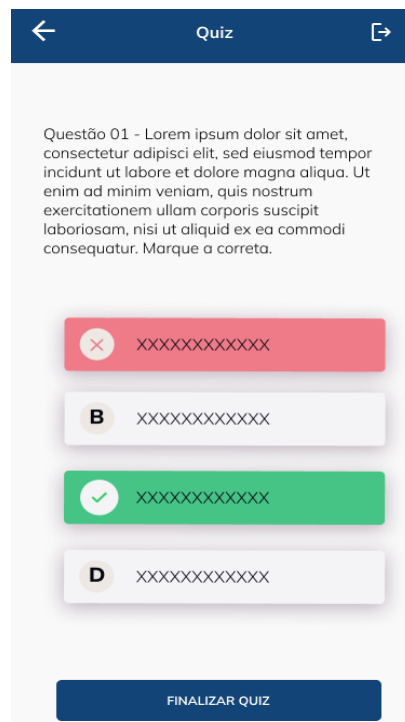 Quiz
Questão 01 - Lorem ipsum dolor sit amet,
consectetur adipisci elit, sed eiusmod tempor
incidunt ut labore et dolore magna aliqua. Ut
enim ad minim veniam, quis nostrum
exercitationem ullam corporis suscipit
laboriosam, nisi ut aliquid ex ea commodi
consequatur. Marque a correta.
XXXXXXXXXXXX
B XXXXXXXXXXXX
XXXXXXXXXXXX
D XXXXXXXXXXXX
FINALIZAR QUIZ